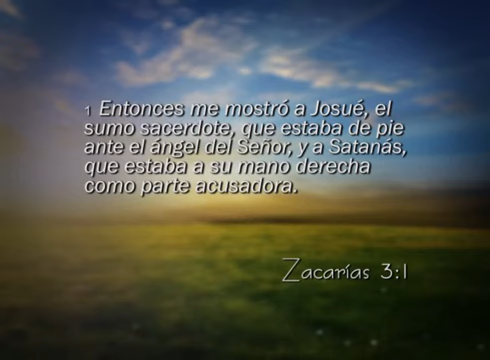 1 Entonces me mostró a Josué, el
sumo sacerdote, que estaba de pie
ante el ángel del Señor, y a Satanás,
que estaba a su mano derecha
como parte acusadora.
Zacarías 3:1